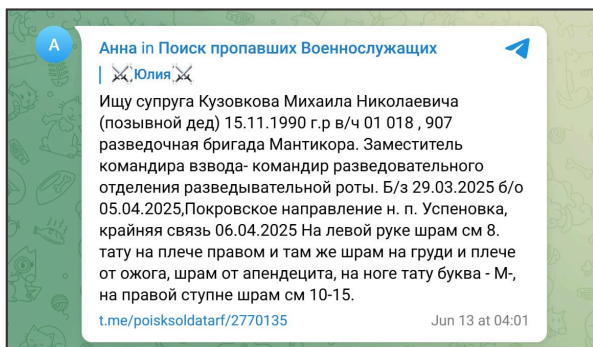 А
Анна in Поиск пропавших Военнослужащих
⚔️Юлия⚔️
Ищу супруга Кузовкова Михаила Николаевича
(позывной дед) 15.11.1990 г.р в/ч 01 018 , 907
разведочная бригада Мантикора. Заместитель
командира взвода- командир разведовательного
отделения разведывательной роты. Б/з 29.03.2025 б/о
05.04.2025,Покровское направление н. п. Успеновка,
крайняя связь 06.04.2025 На левой руке шрам см 8.
тату на плече правом и там же шрам на груди и плече
от ожога, шрам от апендецита, на ноге тату буква - М-,
на правой ступне шрам см 10-15.
t.me/poisksoldatarf/2770135 Jun 13 at 04:01